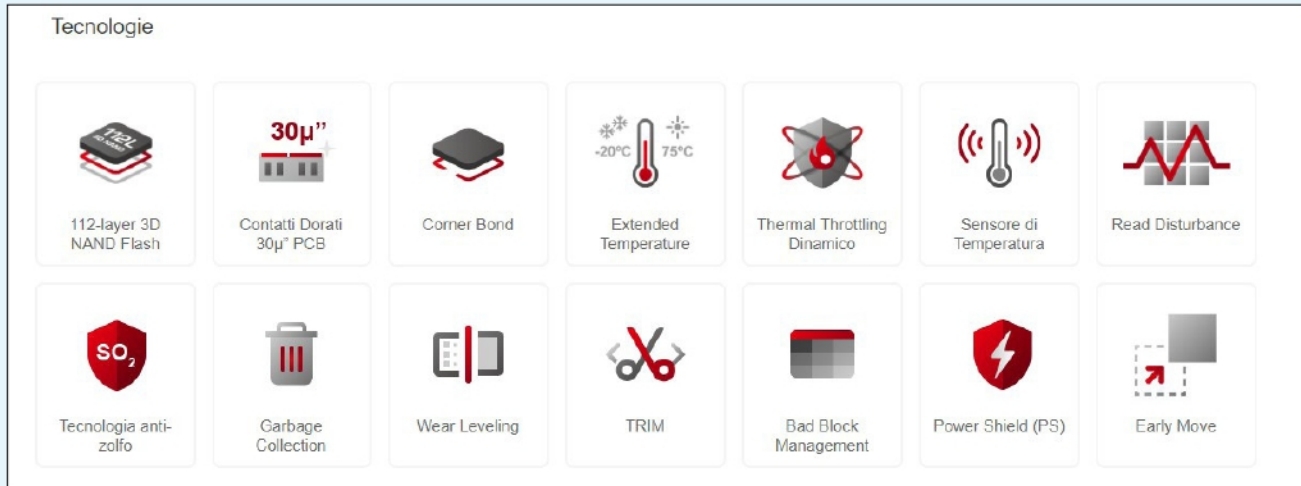 Tecnologie
112L
3D NAND
112-layer 3D
NAND Flash
30µ”
Contatti Dorati
30µ” PCB
Corner Bond
-20°C 75°C
Extended
Temperature
Thermal Throttling
Dinamico
Sensore di
Temperatura
Read Disturbance
SO2
Tecnologia anti-
zolfo
Garbage
Collection
Wear Leveling
TRIM
Bad Block
Management
Power Shield (PS)
Early Move